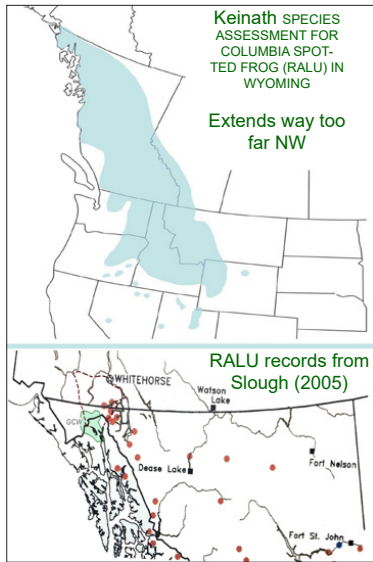 Keinath SPECIES
ASSESSMENT FOR
COLUMBIA SPOT-
TED FROG (RALU) IN
WYOMING
Extends way too
far NW
RALU records from
Slough (2005)
WHITEHORSE
Watson
Lake
GCW
Dease Lake
Fort Nelson
Fort St. John